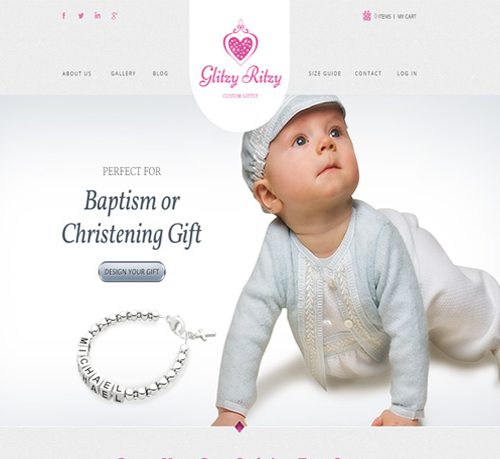 0 ITEMS | MY CART
ABOUT US
GALLERY
BLOG
Glitzy Ritzy
CUSTOM GIFTS!
SIZE GUIDE
CONTACT
LOG IN
PERFECT FOR
Baptism or
Christening Gift
DESIGN YOUR GIFT
MICHAEL